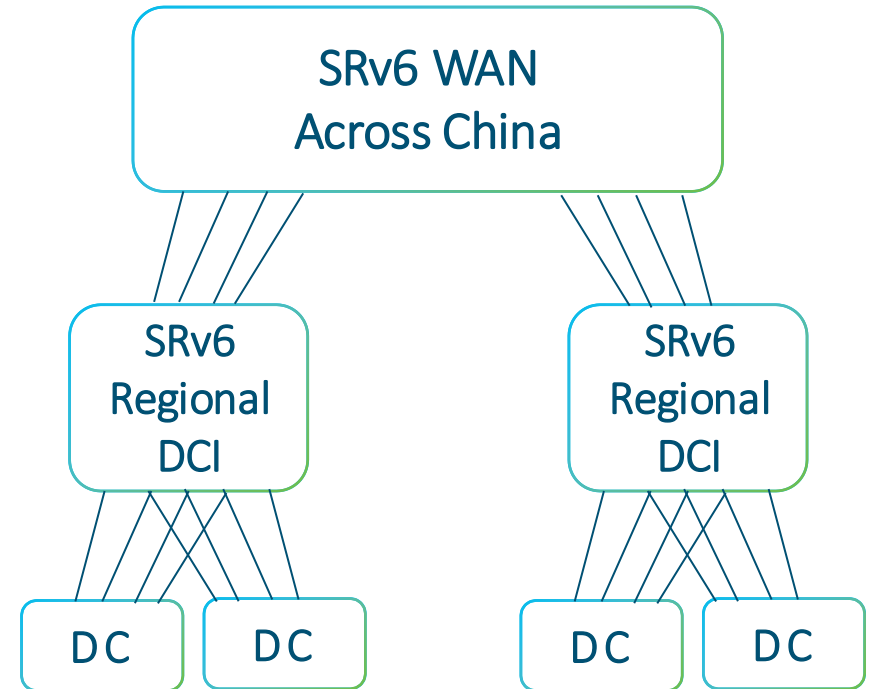 SRv6 WAN
Across China
SRv6
Regional
DCI
SRv6
Regional
DCI
DC
DC
DC
DC